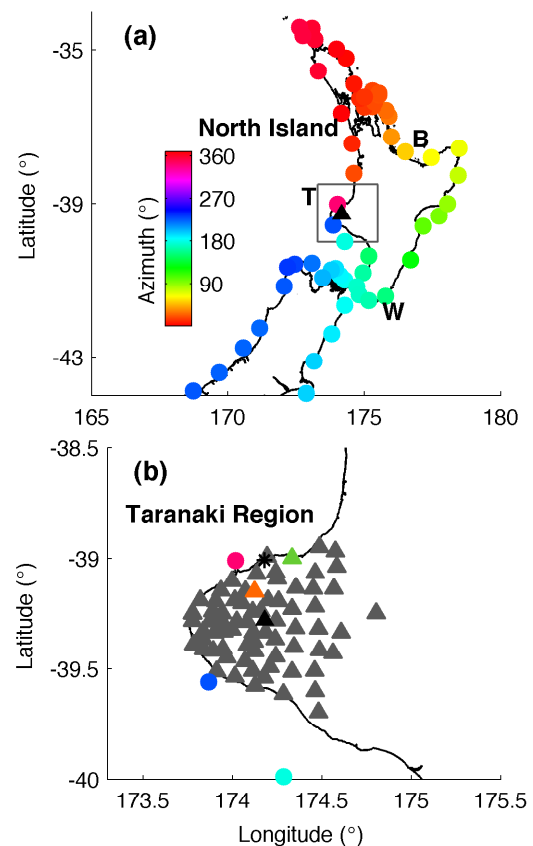 (a)
-35
North Island
B
360
270
180
90
Azimuth (°)
T
-39
Latitude (°)
W
-43
165
170
175
180
(b)
-38.5
Taranaki Region
-39
Latitude (°)
-39.5
-40
173.5
174
174.5
175
175.5
Longitude (°)